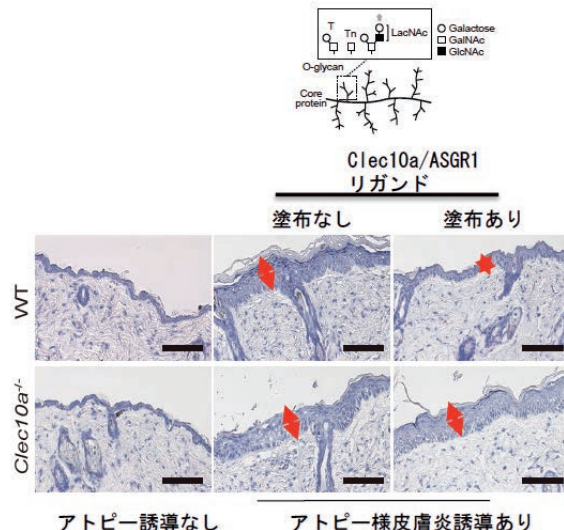 T
Tn
LacNAc
Galactose
GalNAc
GlcNAc
O-glycan
Core
protein
Clec10a/ASGR1
リガンド
塗布なし
塗布あり
WT
Clec10a-/-
アトピー誘導なし
アトピー様皮膚炎誘導あり